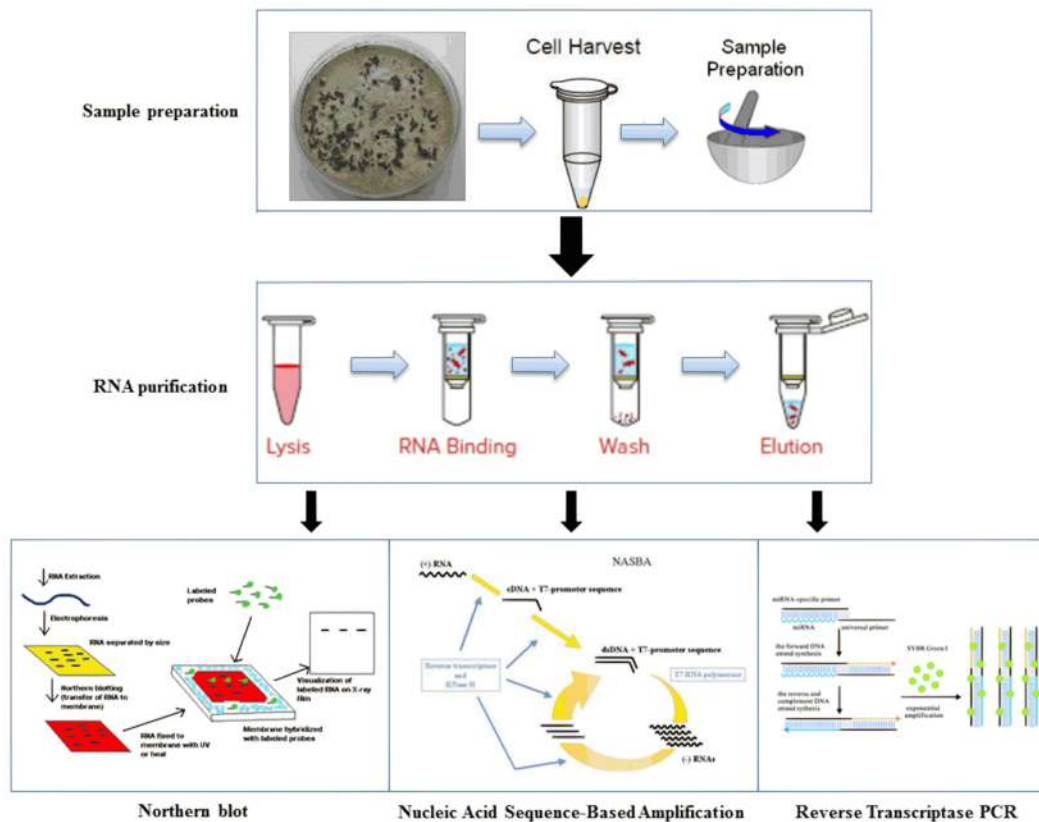 Sample preparation
Cell Harvest
Sample
Preparation
RNA purification
Lysis
RNA Binding
Wash
Elution
RNA Extraction
Electrophoresis
RNA separated by size
Northern blotting
(transfer of RNA to
membrane)
RNA fixed to
membrane with UV
or heat
Labeled
probes
Membrane hybridized
with labeled probes
Visualization of
labeled RNA on X-ray
film
Northern blot
NASBA
(+) RNA
cDNA + T7-promoter sequence
dsDNA + T7-promoter sequence
Reverse transcriptase
and
RNase H
T7 RNA polymerase
(-) RNAs
Nucleic Acid Sequence-Based Amplification
miRNA-specific primer
miRNA
universal primer
the forward DNA
strand synthesis
the reverse and
complement DNA
strand sythesis
SYBR Green I
exponential
amplification
Reverse Transcriptase PCR